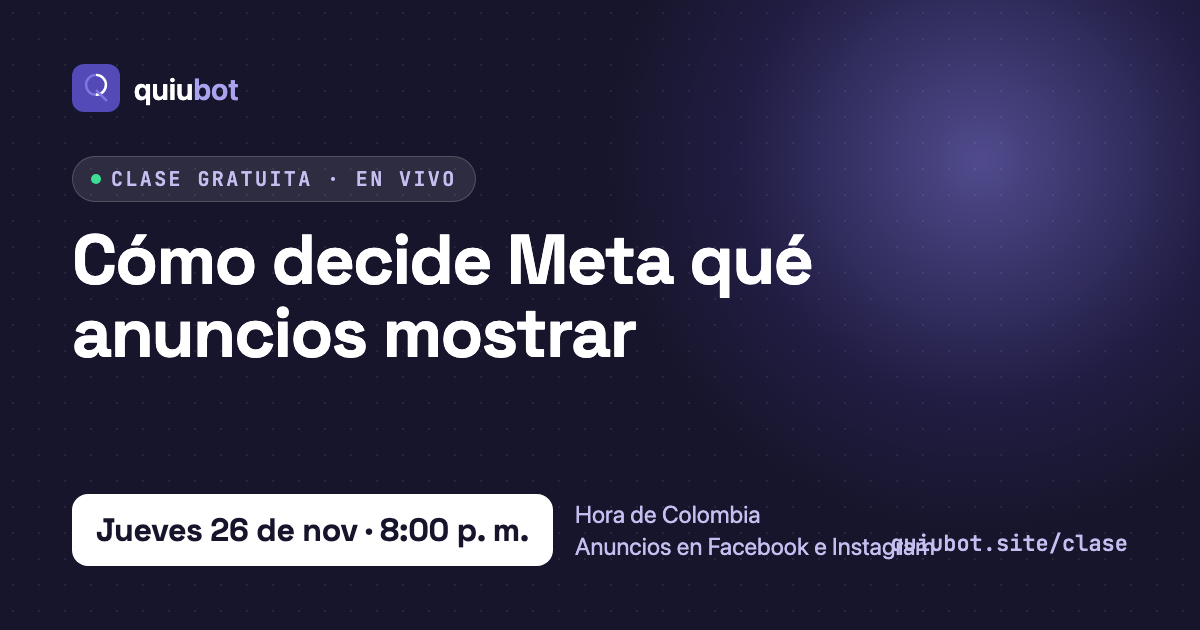 quiubot
CLASE GRATUITA · EN VIVO
Cómo decide Meta qué
anuncios mostrar
Jueves 26 de nov · 8:00 p. m.
Hora de Colombia
Anuncios en Facebook e Instagram
quiubot.site/clase